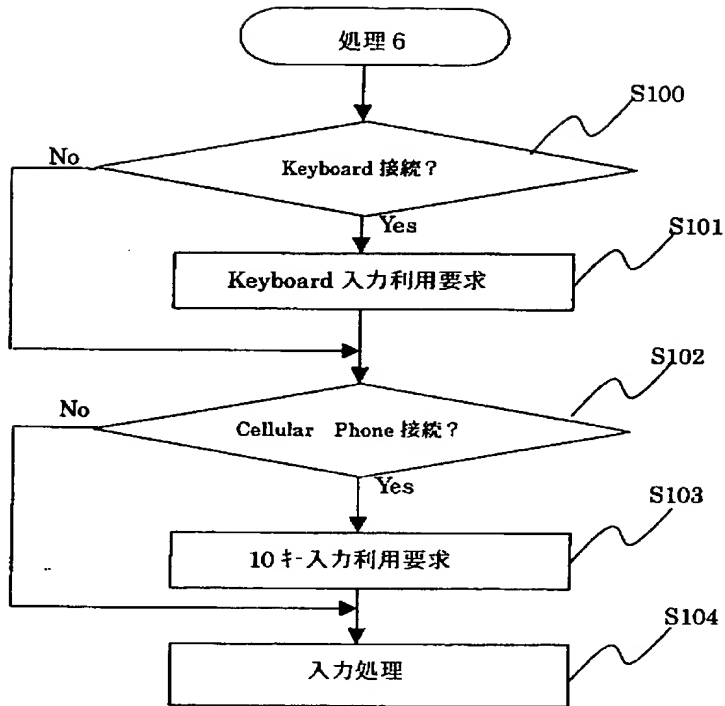 処理6
S100
No
Keyboard 接続?
Yes
S101
Keyboard 入力利用要求
S102
No
Cellular Phone 接続?
Yes
S103
10キー入力利用要求
S104
入力処理